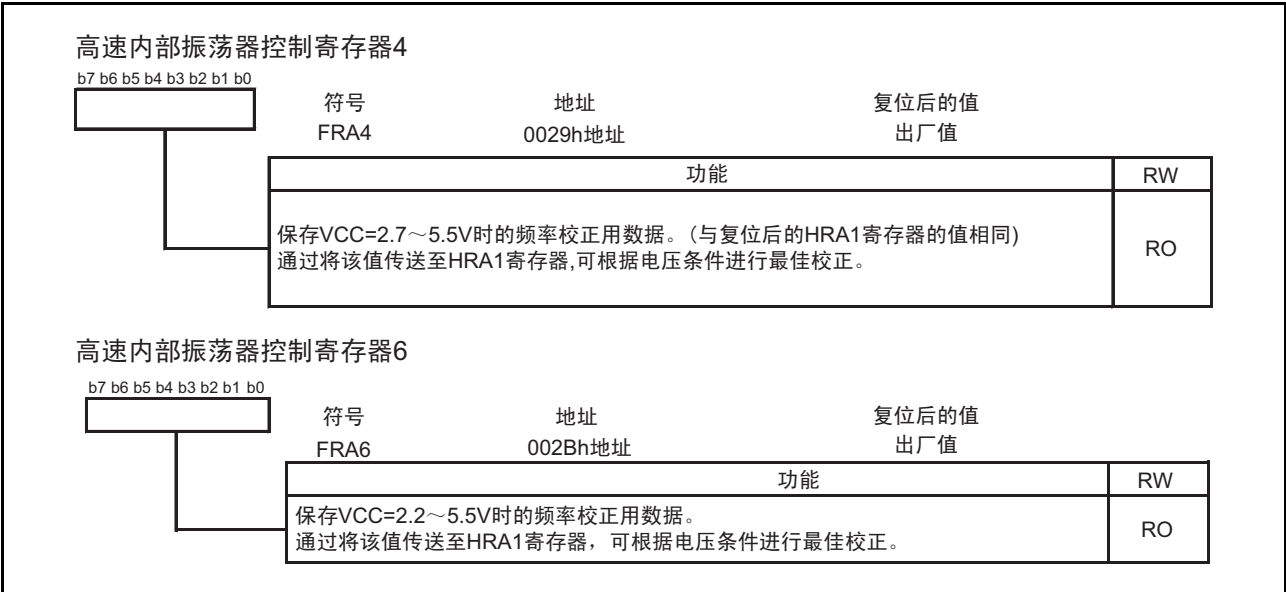 高速内部振荡器控制寄存器4
b7 b6 b5 b4 b3 b2 b1 b0
符号 地址 复位后的值
FRA4 0029h地址 出厂值
功能 RW
保存VCC=2.7～5.5V时的频率校正用数据。(与复位后的HRA1寄存器的值相同)
通过将该值传送至HRA1寄存器,可根据电压条件进行最佳校正。
RO
高速内部振荡器控制寄存器6
b7 b6 b5 b4 b3 b2 b1 b0
符号 地址 复位后的值
FRA6 002Bh地址 出厂值
功能 RW
保存VCC=2.2～5.5V时的频率校正用数据。
通过将该值传送至HRA1寄存器，可根据电压条件进行最佳校正。
RO